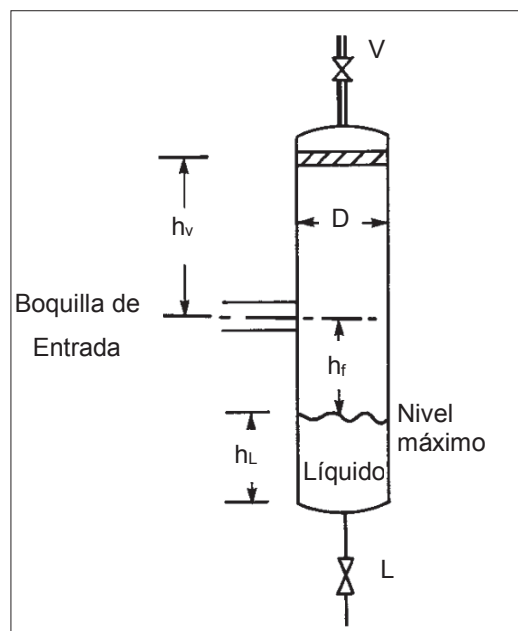 V
D
hv
Boquilla de
Entrada
hf
Nivel
máximo
hL
Líquido
L